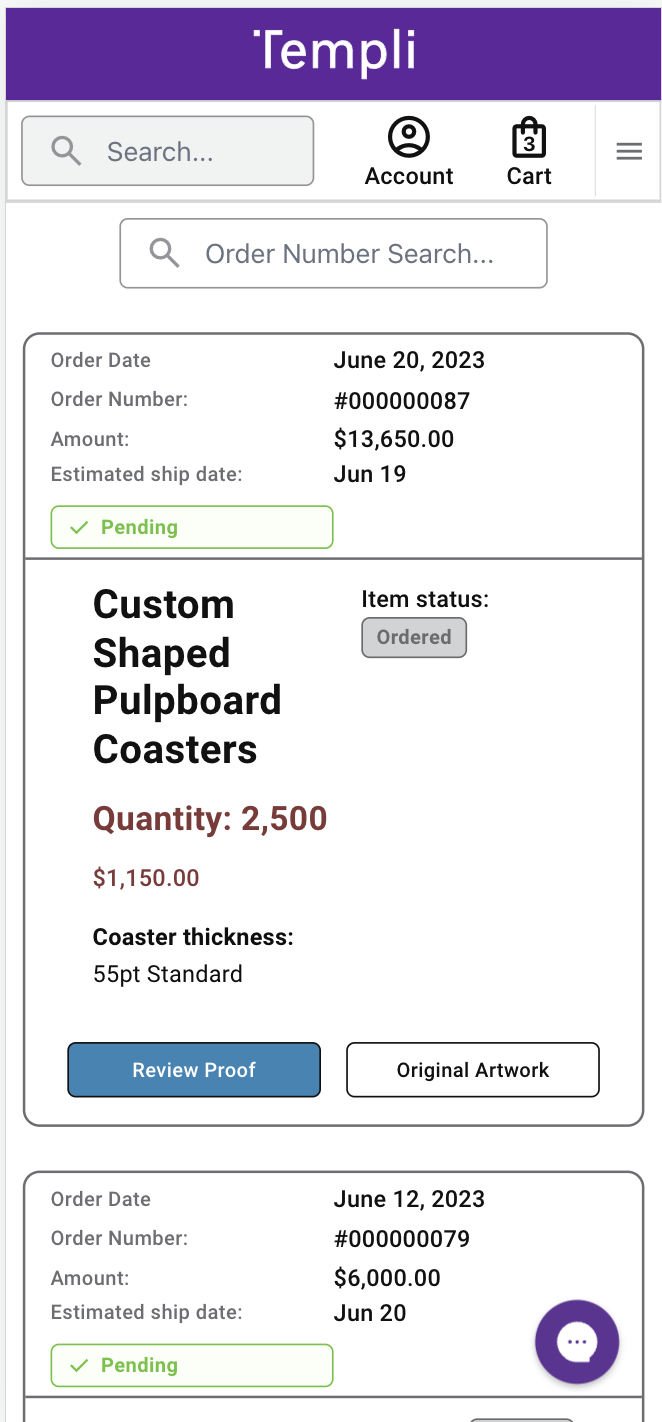 Templi
Search...
Account
3
Cart
Order Number Search...
Order Date June 20, 2023
Order Number: #000000087
Amount: $13,650.00
Estimated ship date: Jun 19
Pending
Custom
Shaped
Pulpboard
Coasters
Item status:
Ordered
Quantity: 2,500
$1,150.00
Coaster thickness:
55pt Standard
Review Proof
Original Artwork
Order Date June 12, 2023
Order Number: #000000079
Amount: $6,000.00
Estimated ship date: Jun 20
Pending